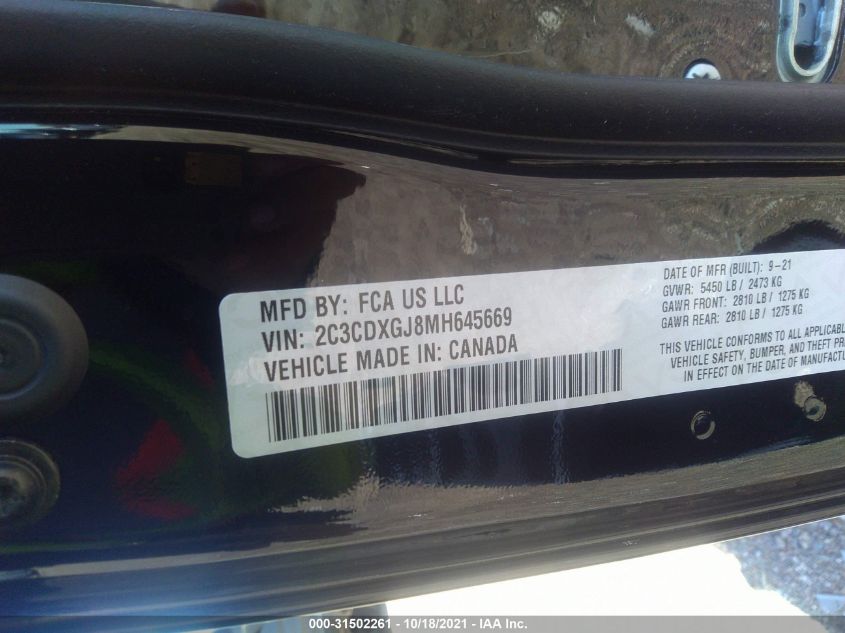 MFD BY: FCA US LLC
VIN: 2C3CDXGJ8MH645669
VEHICLE MADE IN: CANADA
DATE OF MFR (BUILT): 9-21
GVWR: 5450 LB / 2473 KG
GAWR FRONT: 2810 LB / 1275 KG
GAWR REAR: 2810 LB / 1275 KG
THIS VEHICLE CONFORMS TO ALL APPLICABL
VEHICLE SAFETY, BUMPER, AND THEFT PREV
IN EFFECT ON THE DATE OF MANUFACTU
000-31502261 - 10/18/2021 - IAA Inc.